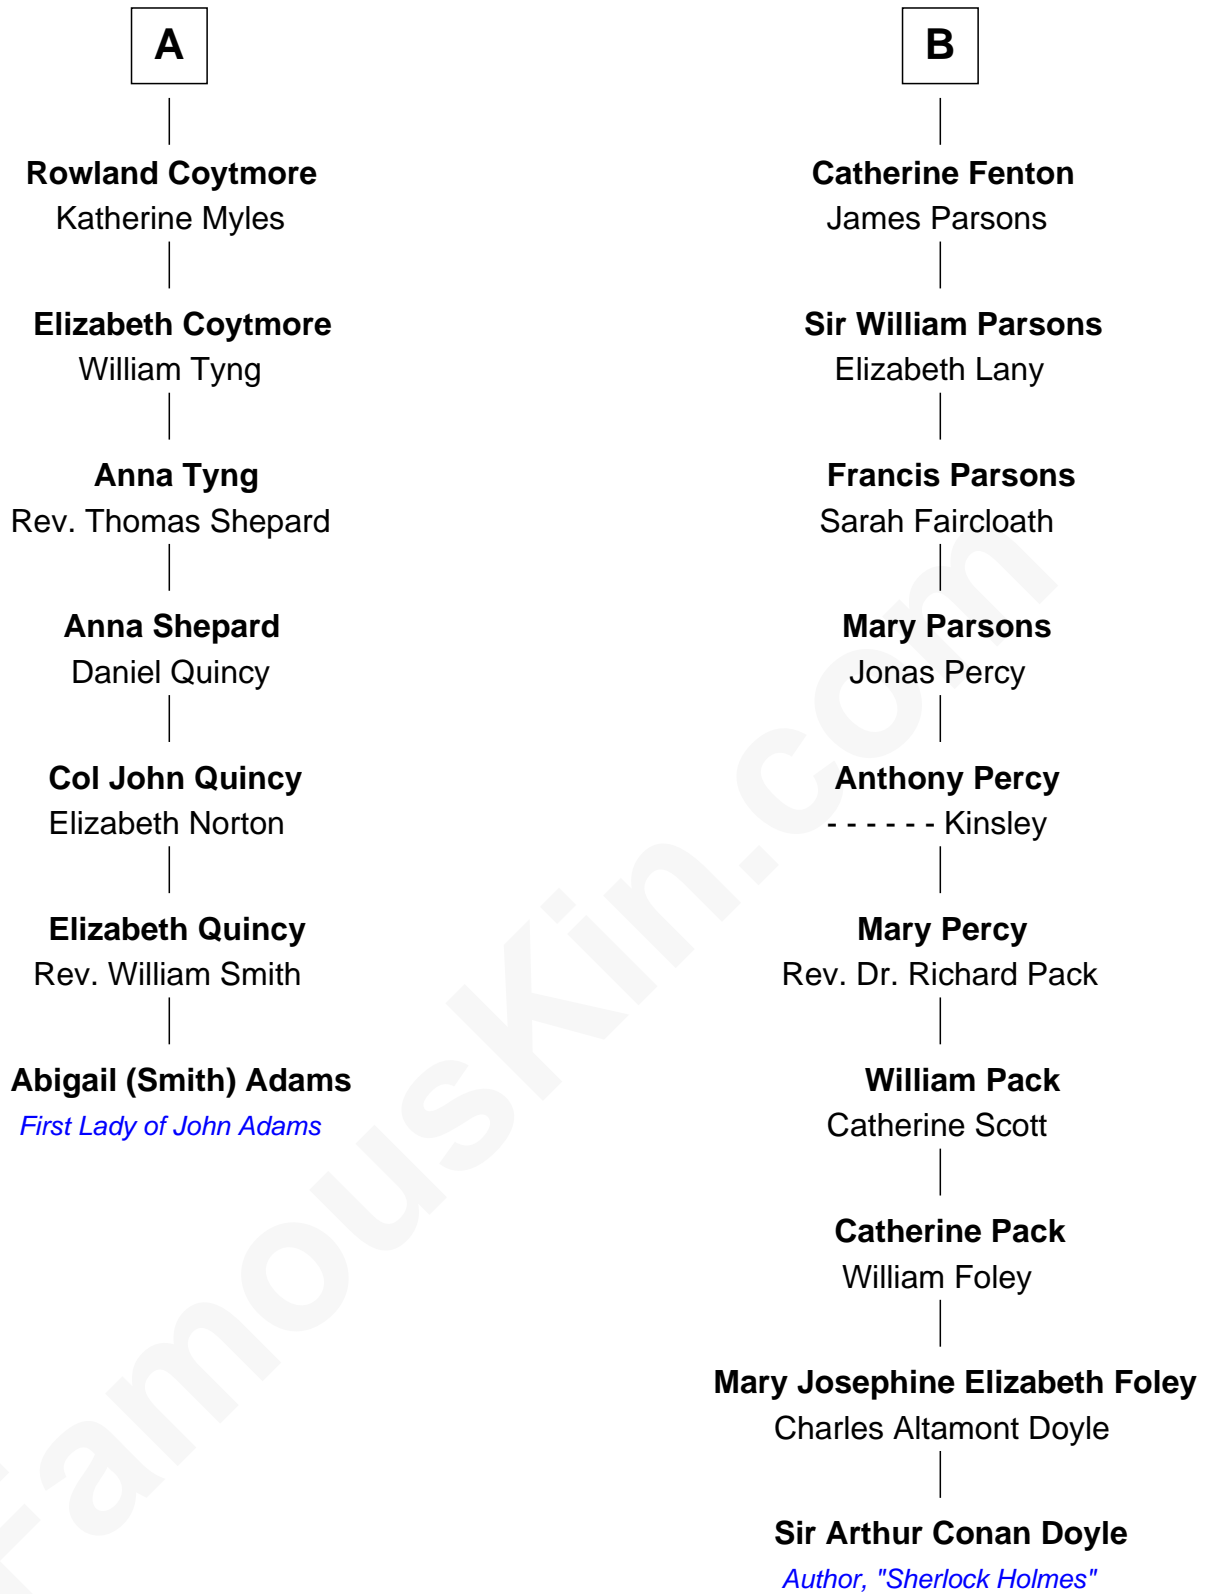 A
Rowland Coytmore
Katherine Myles
Elizabeth Coytmore
William Tyng
Anna Tyng
Rev. Thomas Shepard
Anna Shepard
Daniel Quincy
Col John Quincy
Elizabeth Norton
Elizabeth Quincy
Rev. William Smith
Abigail (Smith) Adams
First Lady of John Adams
B
Catherine Fenton
James Parsons
Sir William Parsons
Elizabeth Lany
Francis Parsons
Sarah Faircloath
Mary Parsons
Jonas Percy
Anthony Percy
- - - - - - Kinsley
Mary Percy
Rev. Dr. Richard Pack
William Pack
Catherine Scott
Catherine Pack
William Foley
Mary Josephine Elizabeth Foley
Charles Altamont Doyle
Sir Arthur Conan Doyle
Author, "Sherlock Holmes"
FamousKin.com